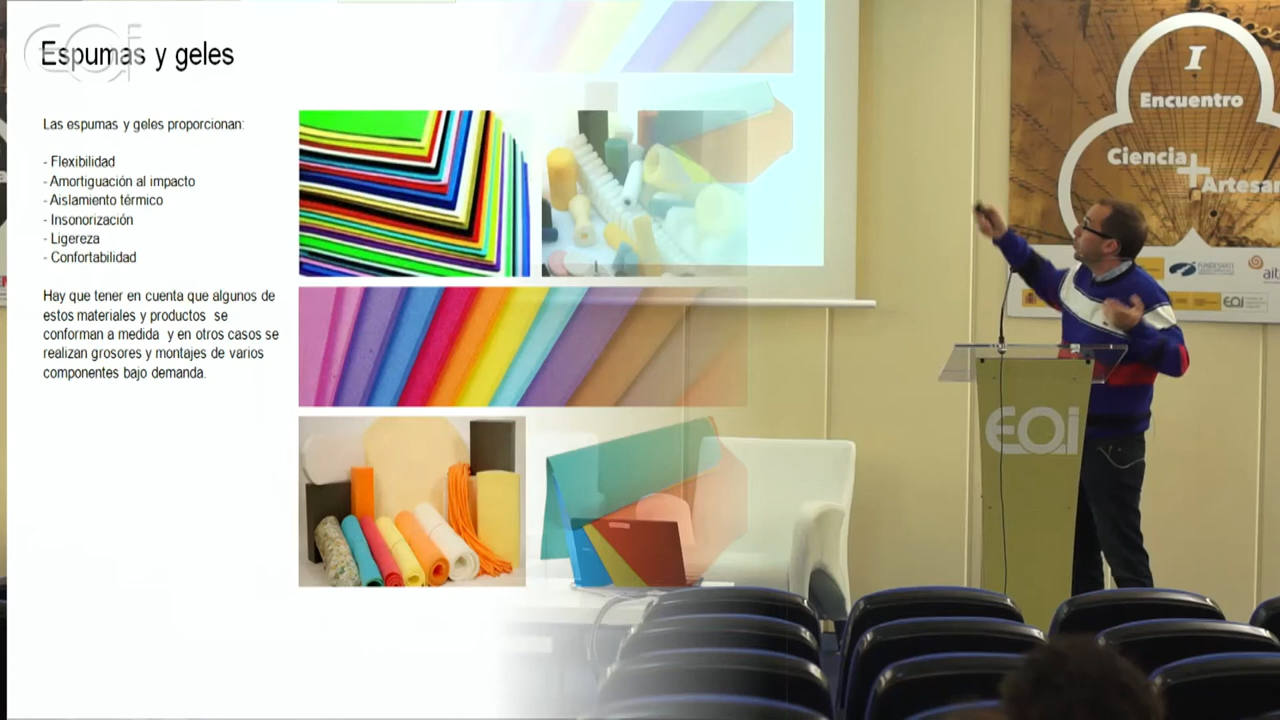 EOi
Espumas y geles
Las espumas y geles proporcionan:
- Flexibilidad
- Amortiguación al impacto
- Aislamiento térmico
- Insonorización
- Ligereza
- Confortabilidad
Hay que tener en cuenta que algunos de
estos materiales y productos se
conforman a medida y en otros casos se
realizan grosores y montajes de varios
componentes bajo demanda.
I
Encuentro
Ciencia
+
Artesan
EOi
EOi